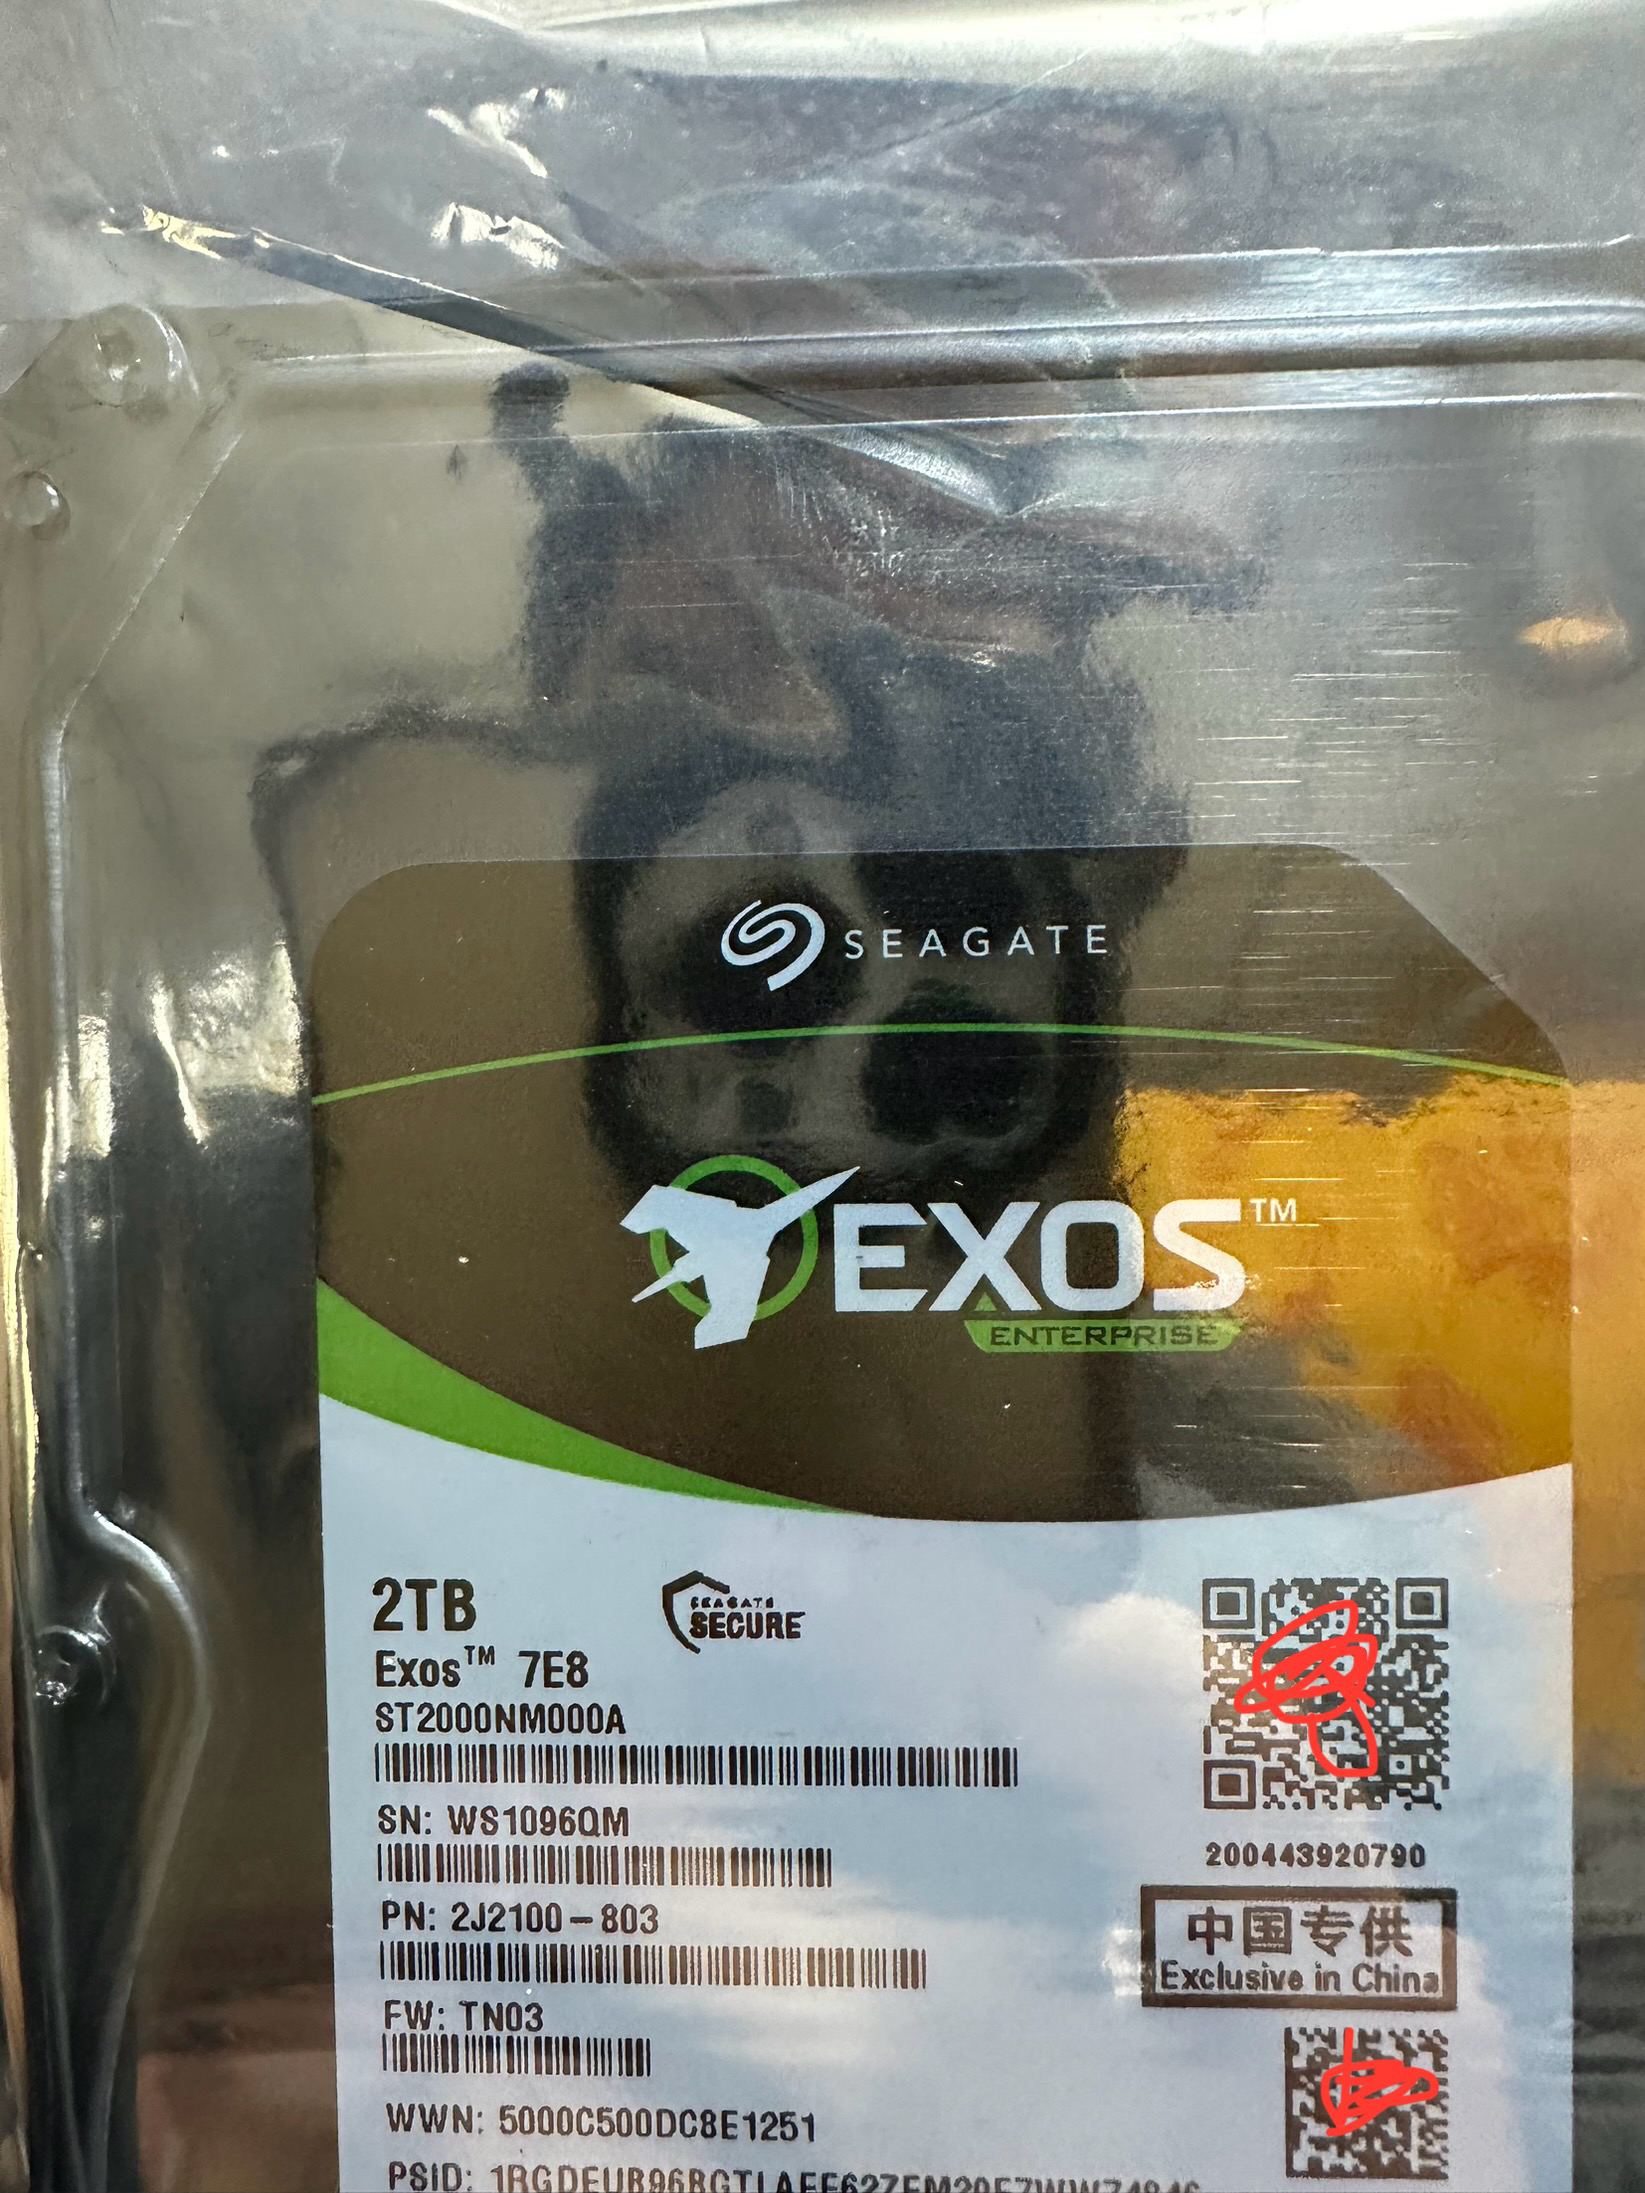 SEAGATE
EXOS™
ENTERPRISE
2TB
SEAGATE
SECURE
Exos™ 7E8
ST2000NM000A
SN: WS1096QM
200443920790
PN: 2J2100-803
中国专供
Exclusive in China
FW: TN03
WWN: 5000C500DC8E1251
PSID: